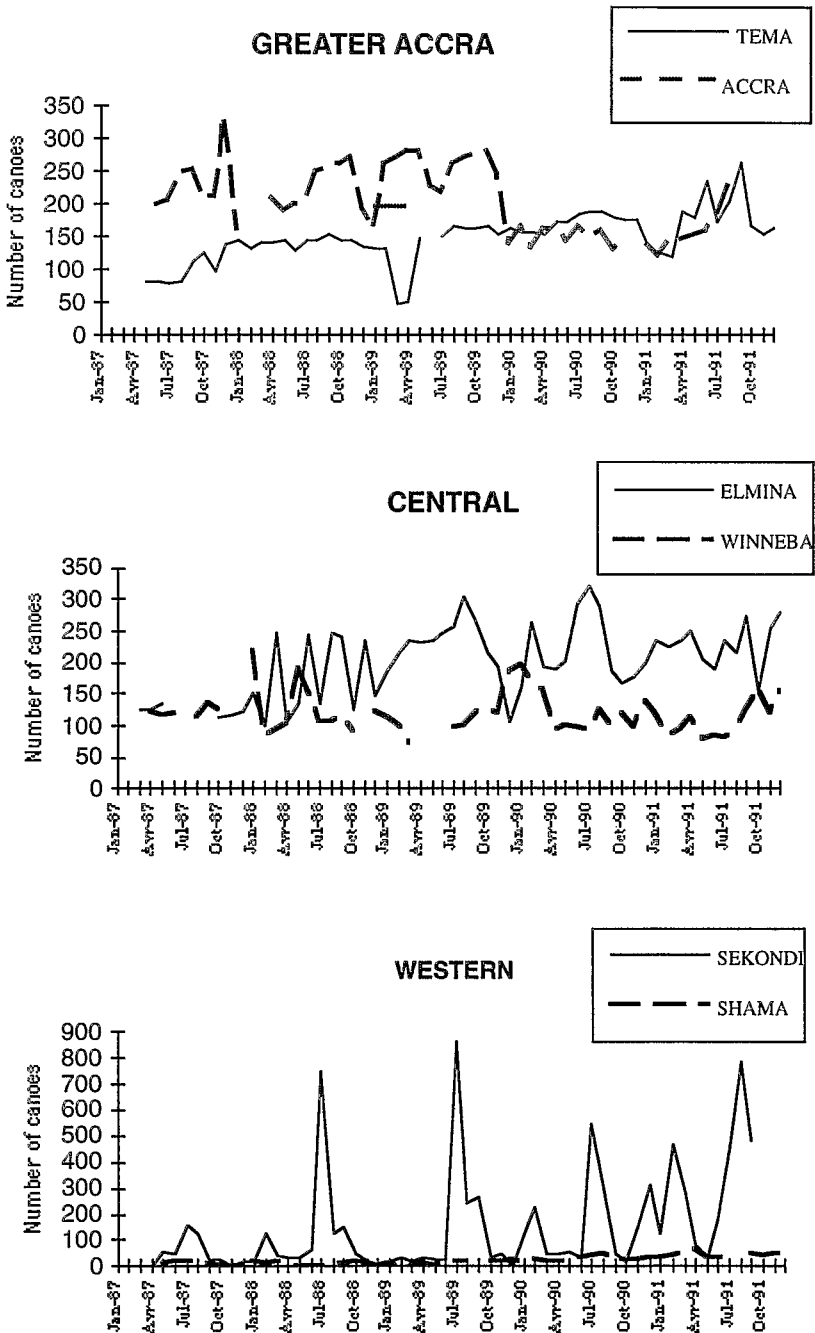 GREATER ACCRA
TEMA
ACCRA
Number of canoes
350
300
250
200
150
100
50
0
Jan-87
Avr-87
Jul-87
Oct-87
Jan-88
Avr-88
Jul-88
Oct-88
Jan-89
Avr-89
Jul-89
Oct-89
Jan-90
Avr-90
Jul-90
Oct-90
Jan-91
Avr-91
Jul-91
Oct-91
CENTRAL
ELMINA
WINNEBA
Number of canoes
350
300
250
200
150
100
50
0
Jan-87
Avr-87
Jul-87
Oct-87
Jan-88
Avr-88
Jul-88
Oct-88
Jan-89
Avr-89
Jul-89
Oct-89
Jan-90
Avr-90
Jul-90
Oct-90
Jan-91
Avr-91
Jul-91
Oct-91
WESTERN
SEKONDI
SHAMA
Number of canoes
900
800
700
600
500
400
300
200
100
0
Jan-87
Avr-87
Jul-87
Oct-87
Jan-88
Avr-88
Jul-88
Oct-88
Jan-89
Avr-89
Jul-89
Oct-89
Jan-90
Avr-90
Jul-90
Oct-90
Jan-91
Avr-91
Jul-91
Oct-91